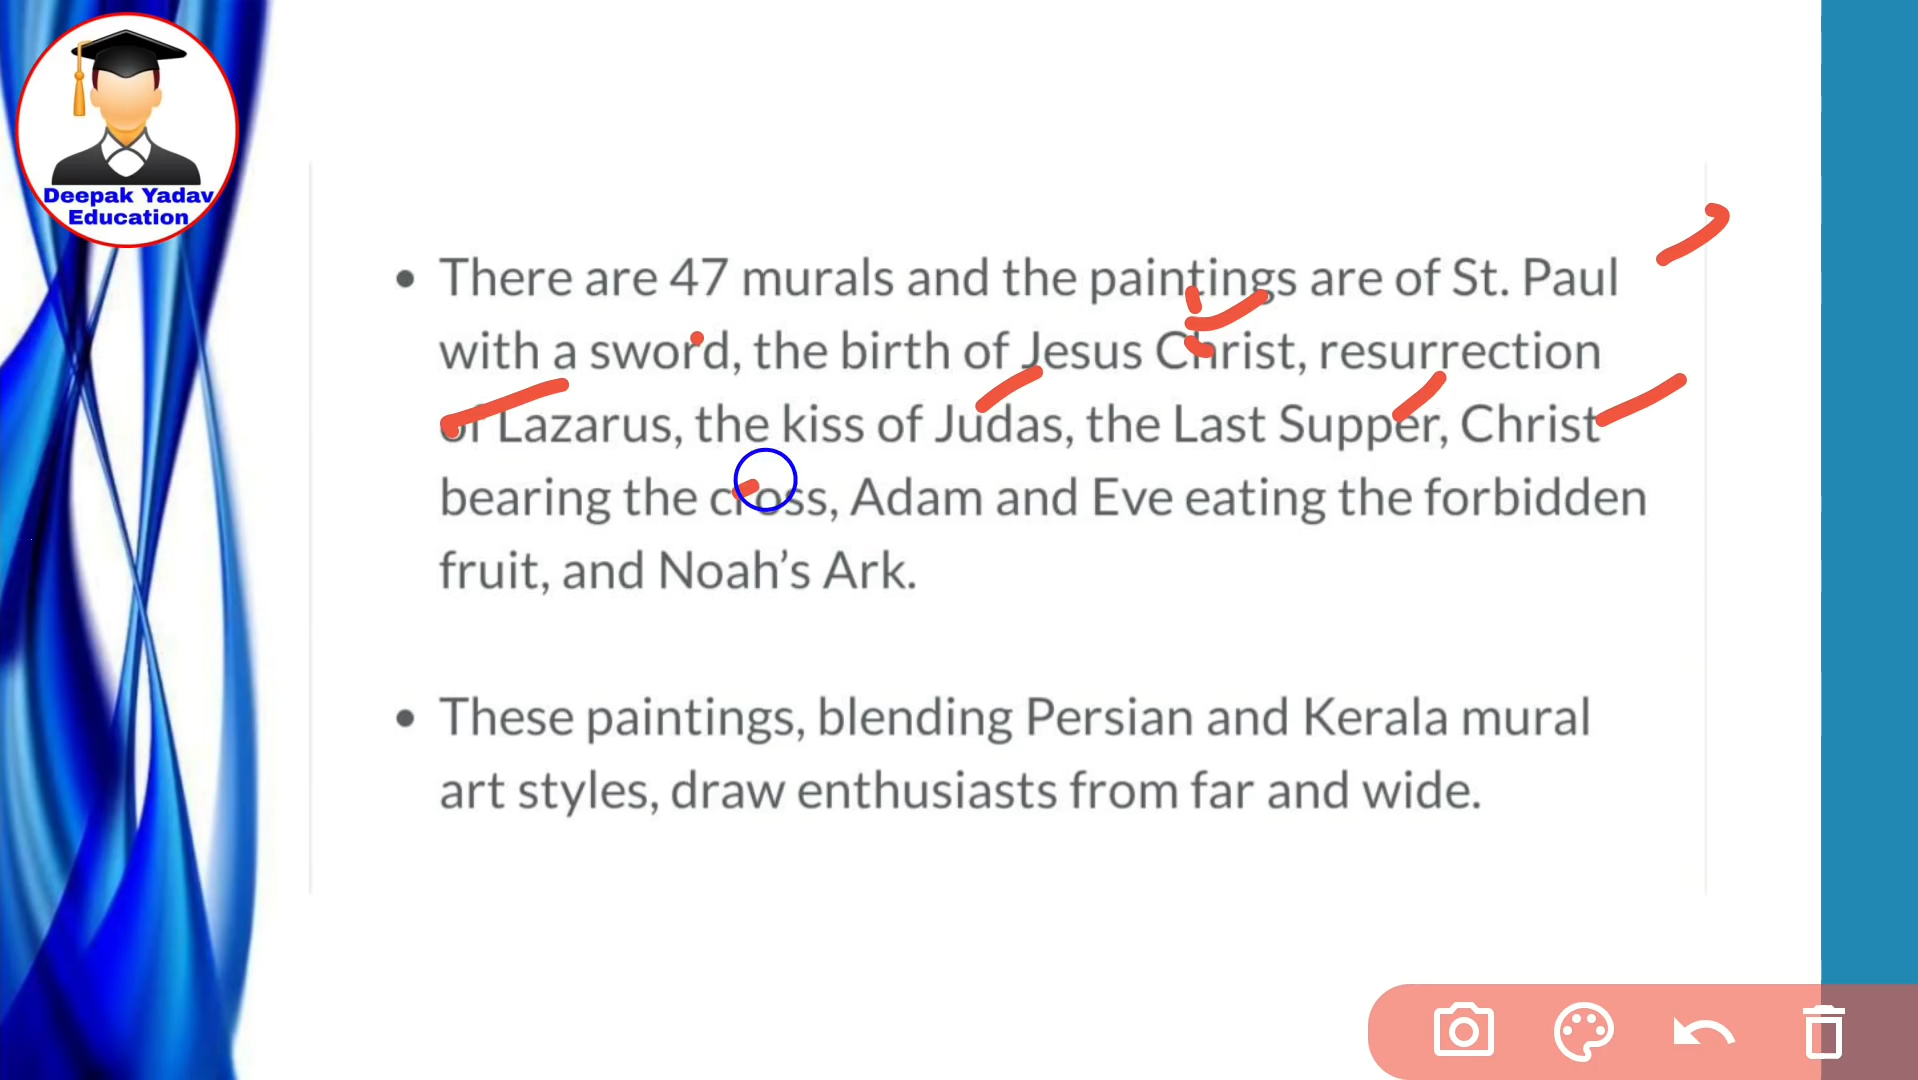 Deepak Yadav
Education
• There are 47 murals and the paintings are of St. Paul
with a sword, the birth of Jesus Christ, resurrection
of Lazarus, the kiss of Judas, the Last Supper, Christ
bearing the cross, Adam and Eve eating the forbidden
fruit, and Noah’s Ark.
• These paintings, blending Persian and Kerala mural
art styles, draw enthusiasts from far and wide.